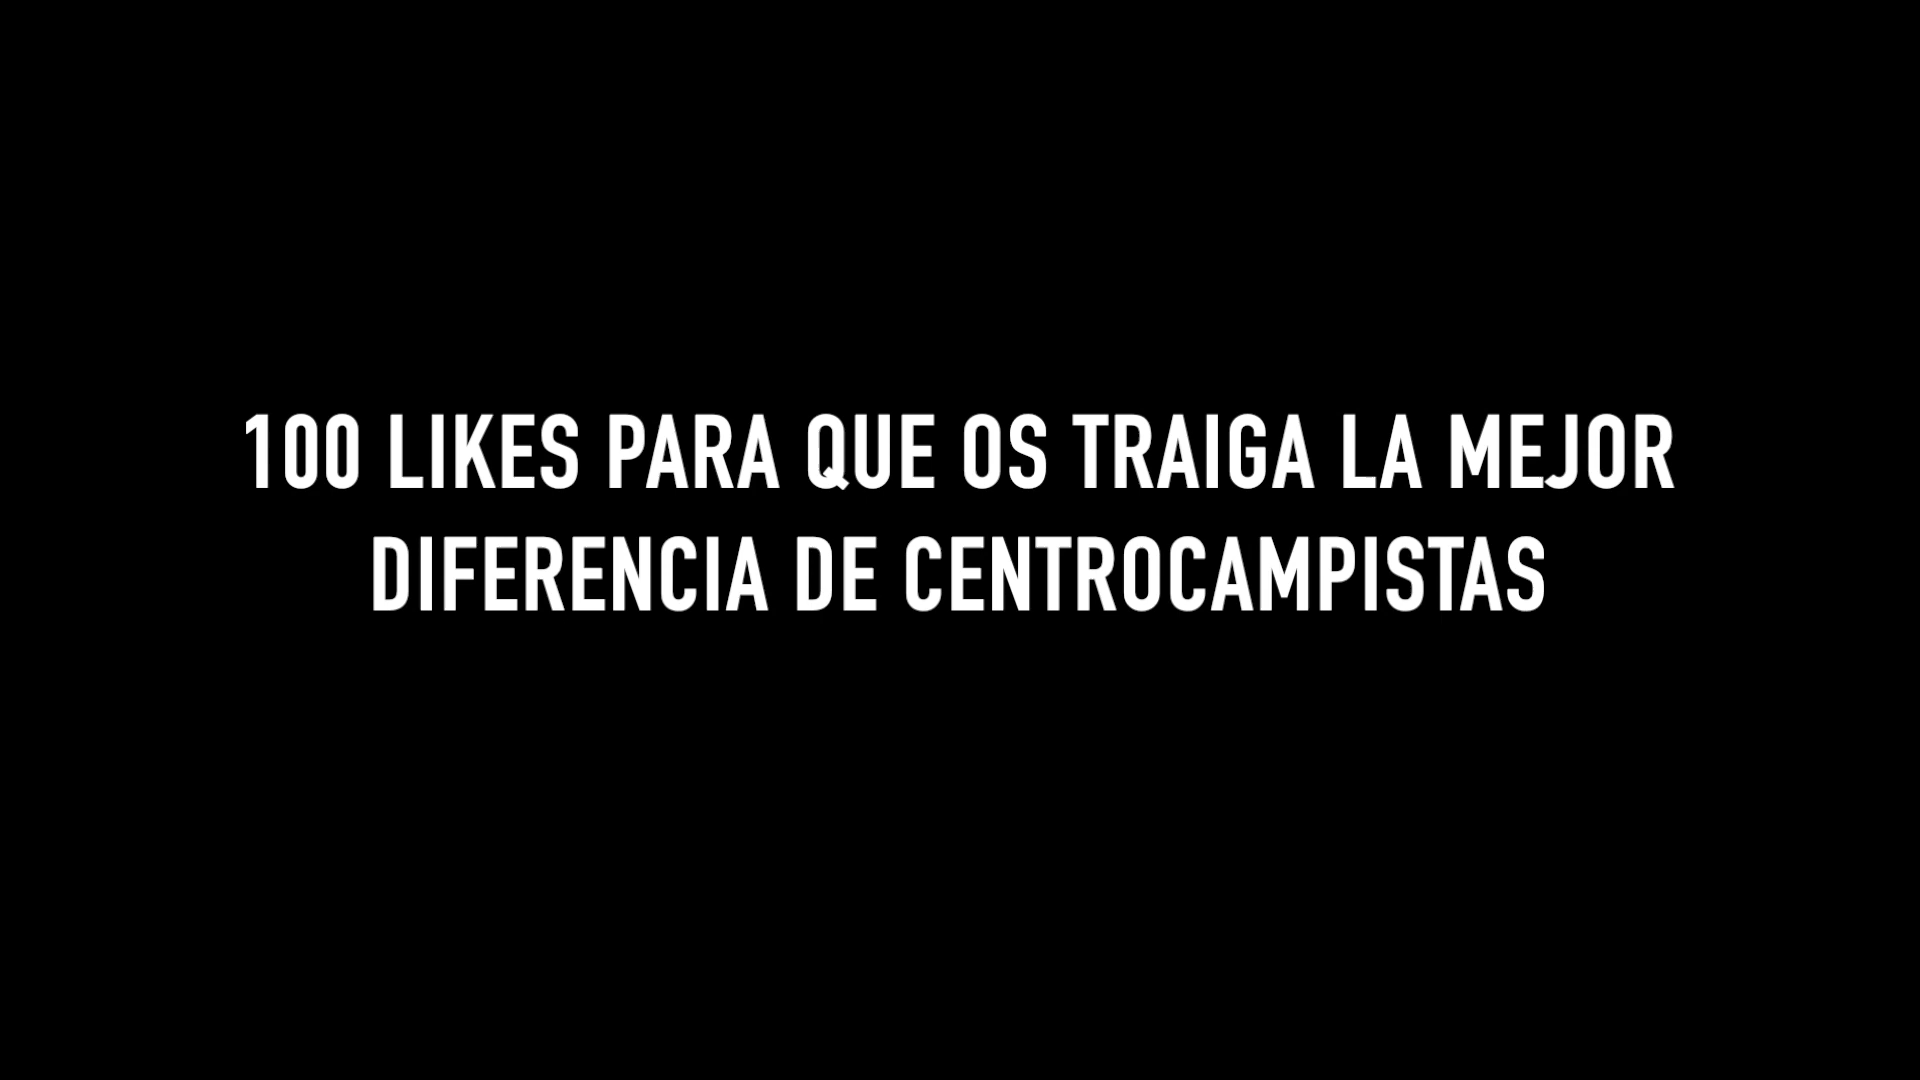 100 LIKES PARA QUE OS TRAIGA LA MEJOR
DIFERENCIA DE CENTROCAMPISTAS